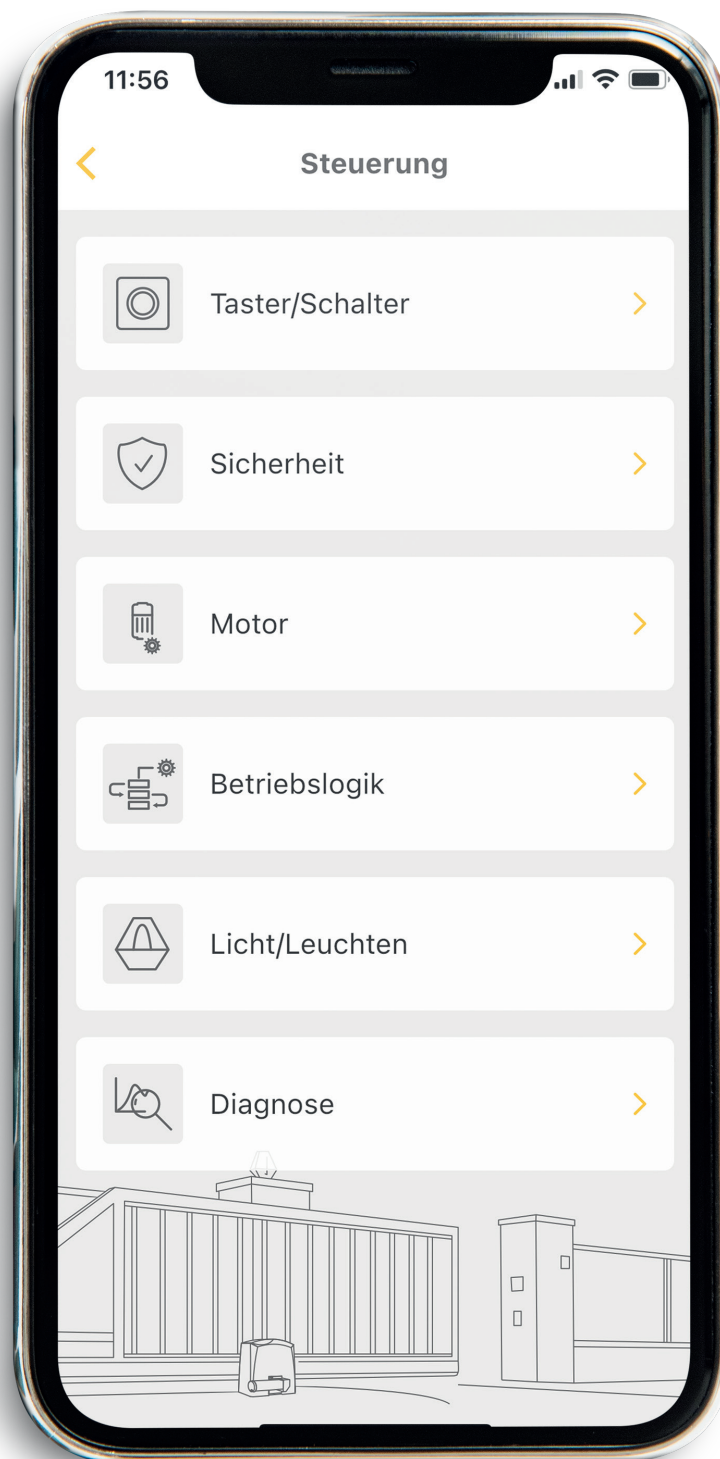 11:56
Steuerung
Taster/Schalter
Sicherheit
Motor
Betriebslogik
Licht/Leuchten
Diagnose